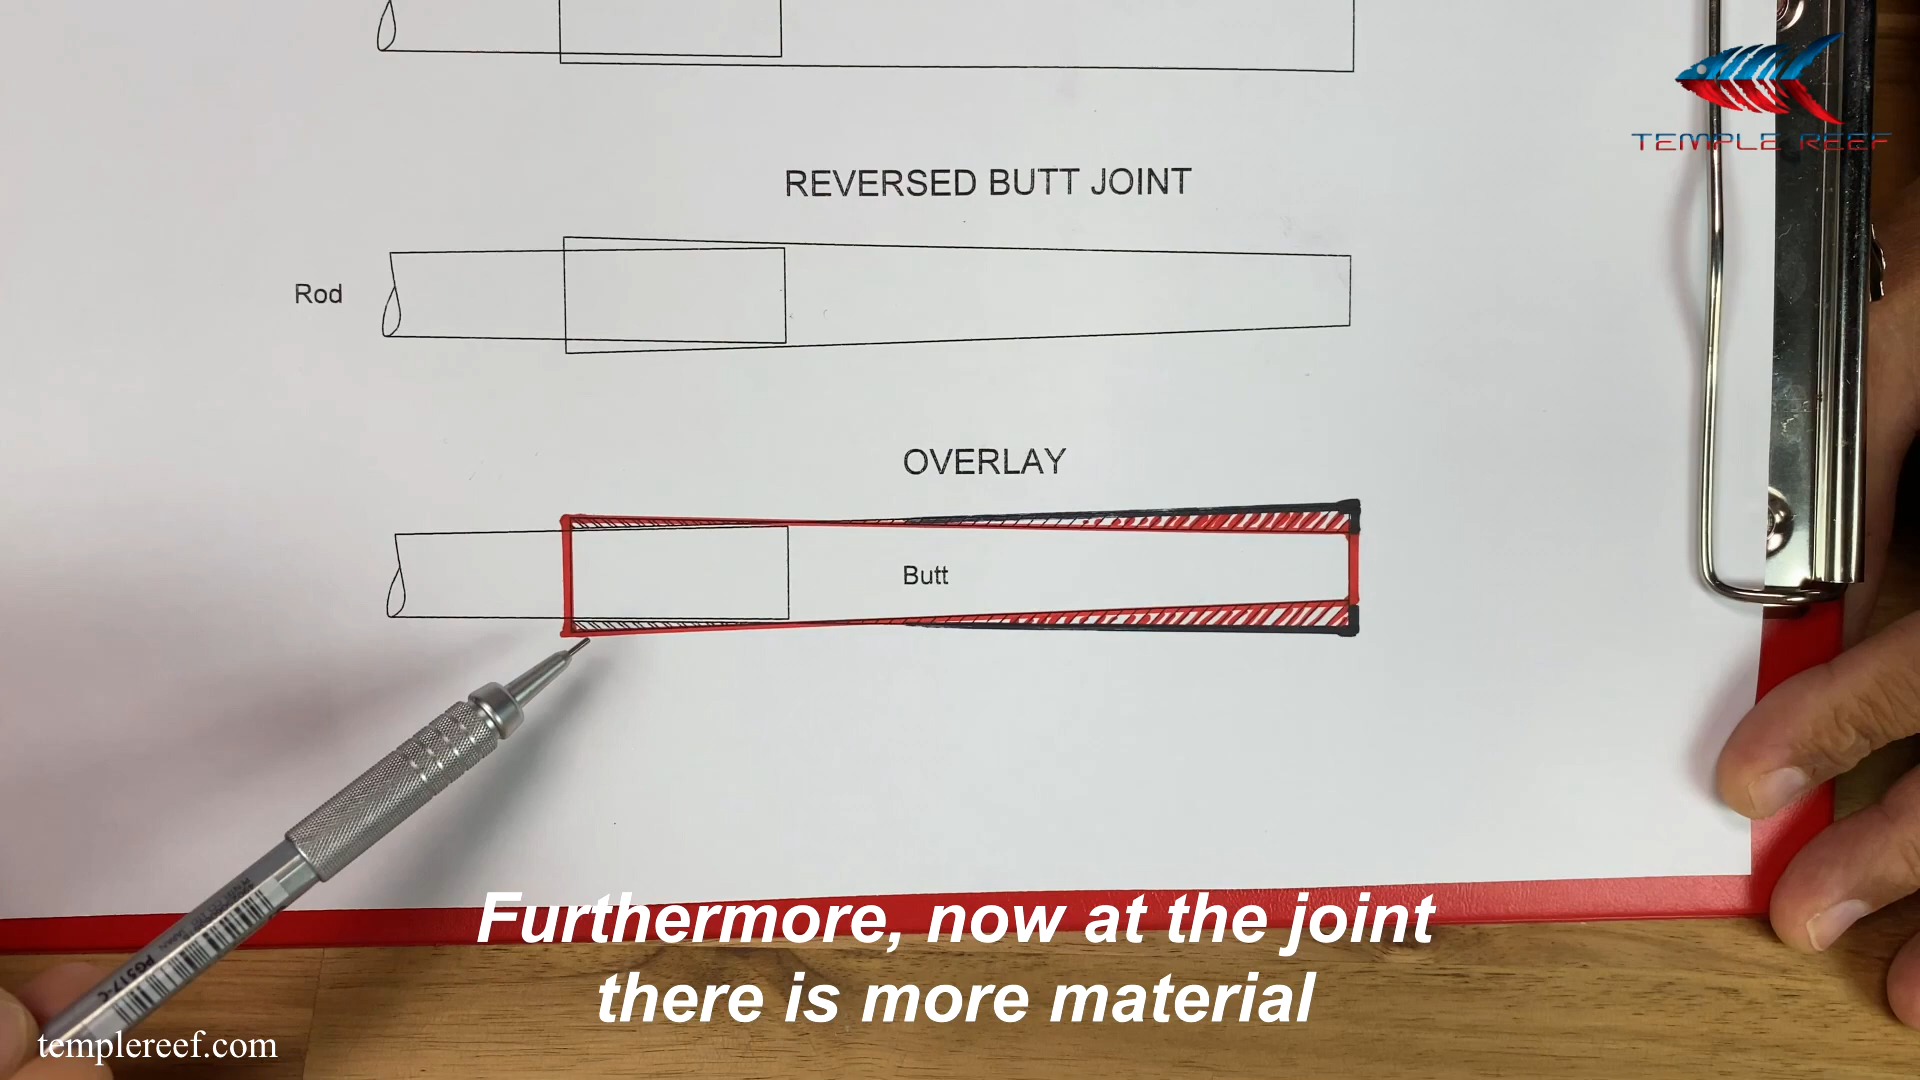 TEMPLE REEF
REVERSED BUTT JOINT
Rod
OVERLAY
Butt
Furthermore, now at the joint
there is more material
templereef.com